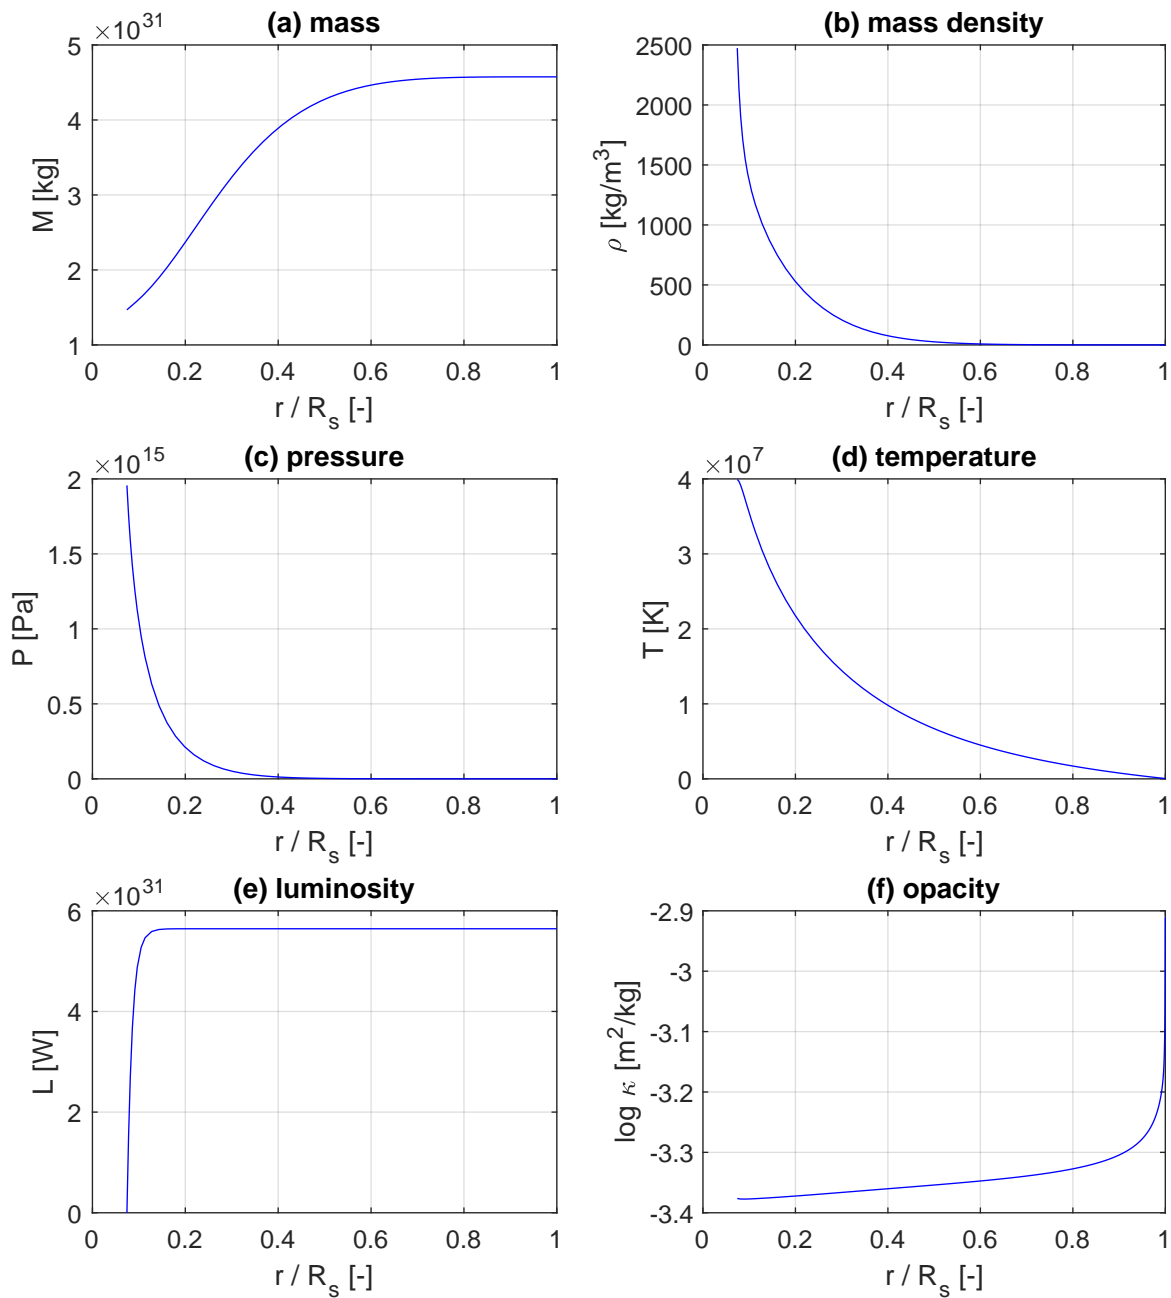 (a) mass
×10^31
M [kg]
5
4
3
2
1
0 0.2 0.4 0.6 0.8 1
r / R_s [-]
(b) mass density
ρ [kg/m^3]
2500
2000
1500
1000
500
0
0 0.2 0.4 0.6 0.8 1
r / R_s [-]
(c) pressure
×10^15
P [Pa]
2
1.5
1
0.5
0
0 0.2 0.4 0.6 0.8 1
r / R_s [-]
(d) temperature
×10^7
T [K]
4
3
2
1
0
0 0.2 0.4 0.6 0.8 1
r / R_s [-]
(e) luminosity
×10^31
L [W]
6
4
2
0
0 0.2 0.4 0.6 0.8 1
r / R_s [-]
(f) opacity
log κ [m^2/kg]
-2.9
-3
-3.1
-3.2
-3.3
-3.4
0 0.2 0.4 0.6 0.8 1
r / R_s [-]